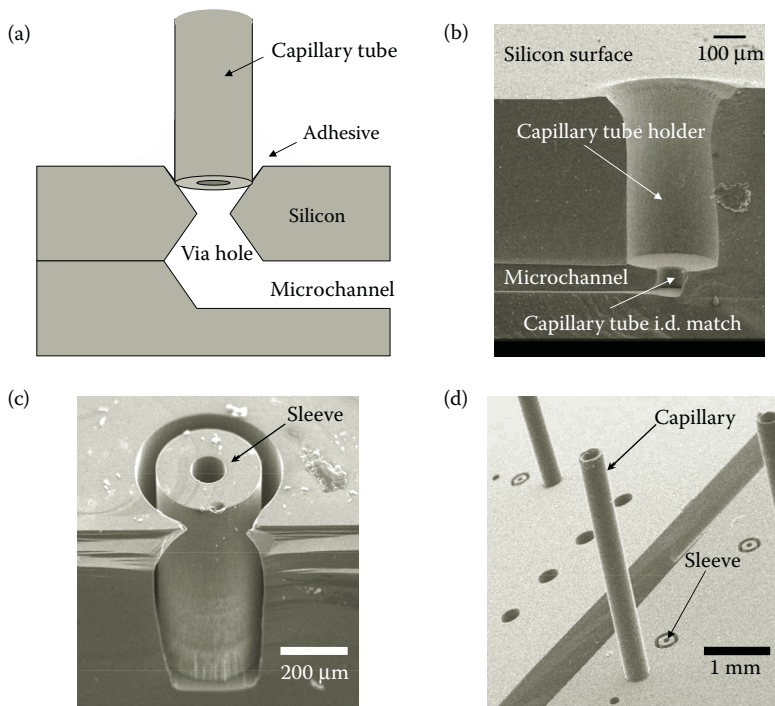 (a)
Capillary tube
Adhesive
Silicon
Via hole
Microchannel
(b)
Silicon surface
100 µm
Capillary tube holder
Microchannel
Capillary tube i.d. match
(c)
Sleeve
200 µm
(d)
Capillary
Sleeve
1 mm